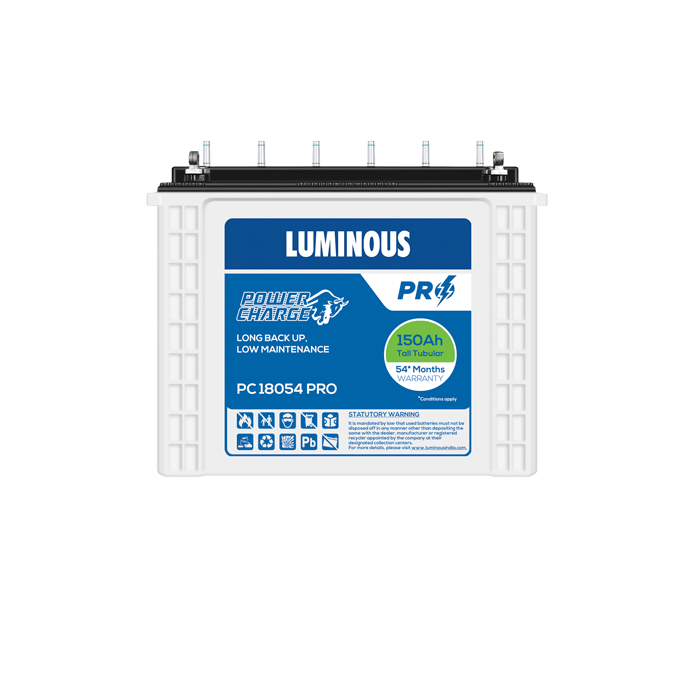 LUMINOUS
PR
POWER
CHARGE
LONG BACK UP,
LOW MAINTENANCE
150Ah
Tall Tubular
54* Months
WARRANTY
PC 18054 PRO
*Conditions apply
STATUTORY WARNING
It is mandated by law that used batteries must not be
disposed off in any manner other than depositing the
same with the dealer, manufacturer or registered
recycler appointed by the company at their
designated collection centers.
For more details, please visit www.luminousindia.com.
Pb